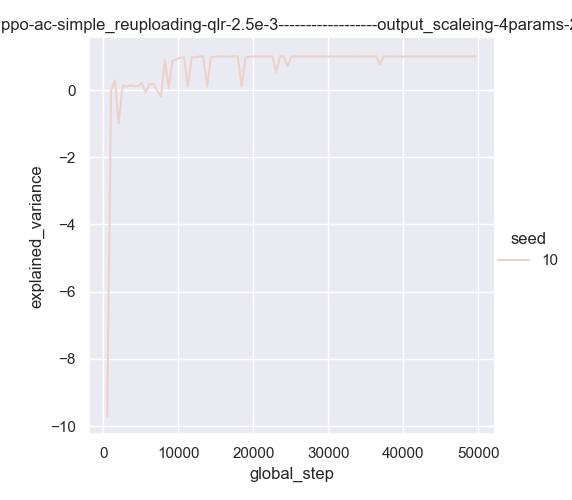 ppo-ac-simple_reuploading-qlr-2.5e-3------------------output_scaleing-4params-2
explained_variance
0
−2
−4
−6
−8
−10
0 10000 20000 30000 40000 50000
global_step
seed
10